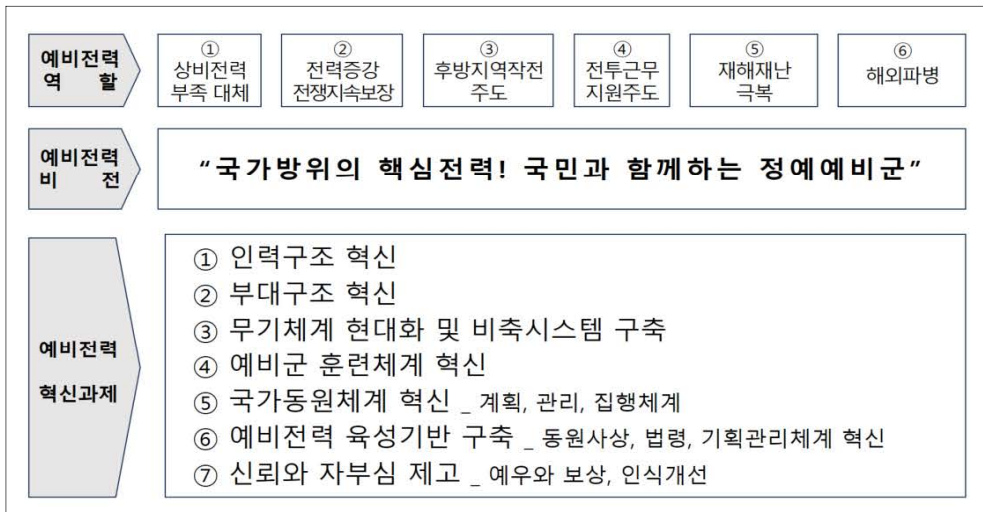 예비전력
역 할
①
상비전력
부족 대체
②
전력증강
전쟁지속보장
③
후방지역작전
주도
④
전투근무
지원주도
⑤
재해재난
극복
⑥
해외파병
예비전력
비 전
“국가방위의 핵심전력! 국민과 함께하는 정예예비군”
예비전력
혁신과제
① 인력구조 혁신
② 부대구조 혁신
③ 무기체계 현대화 및 비축시스템 구축
④ 예비군 훈련체계 혁신
⑤ 국가동원체계 혁신 _ 계획, 관리, 집행체계
⑥ 예비전력 육성기반 구축 _ 동원사상, 법령, 기획관리체계 혁신
⑦ 신뢰와 자부심 제고 _ 예우와 보상, 인식개선